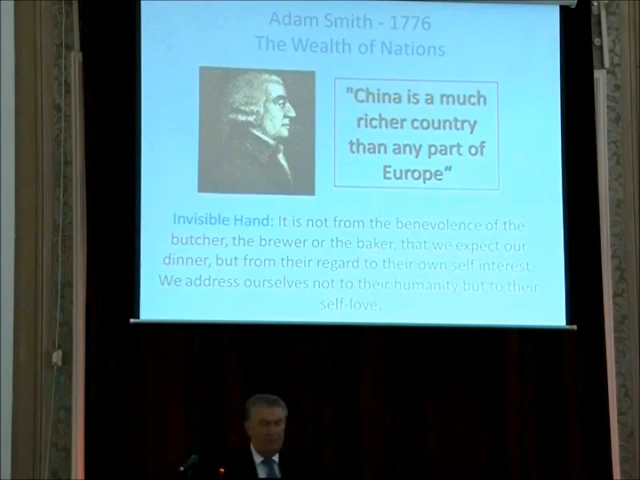 Adam Smith - 1776
The Wealth of Nations
"China is a much
richer country
than any part of
Europe”
Invisible Hand: It is not from the benevolence of the
butcher, the brewer or the baker, that we expect our
dinner, but from their regard to their own self interest.
We address ourselves not to their humanity but to their
self-love.